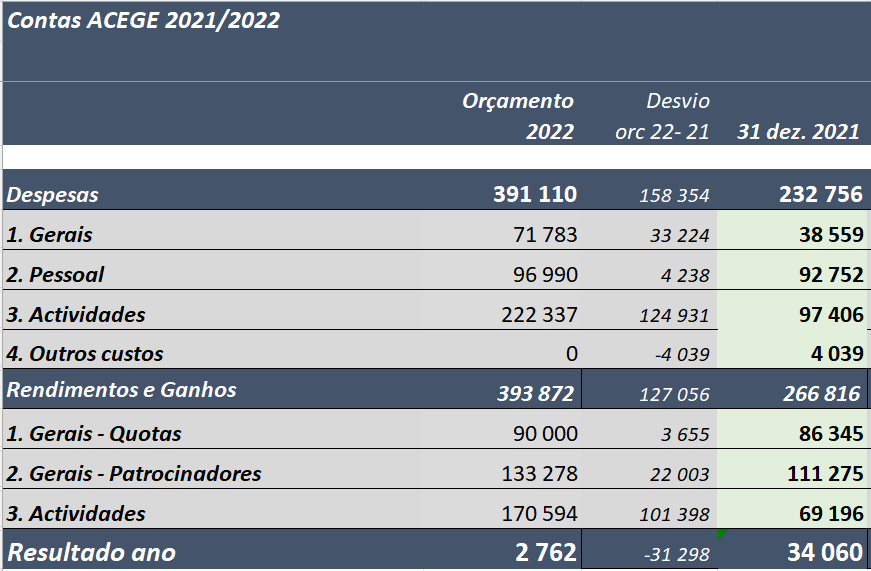 Contas ACEGE 2021/2022
Orçamento Desvio
2022 orc 22- 21 31 dez. 2021
Despesas 391 110 158 354 232 756
1. Gerais 71 783 33 224 38 559
2. Pessoal 96 990 4 238 92 752
3. Actividades 222 337 124 931 97 406
4. Outros custos 0 -4 039 4 039
Rendimentos e Ganhos 393 872 127 056 266 816
1. Gerais - Quotas 90 000 3 655 86 345
2. Gerais - Patrocinadores 133 278 22 003 111 275
3. Actividades 170 594 101 398 69 196
Resultado ano 2 762 -31 298 34 060